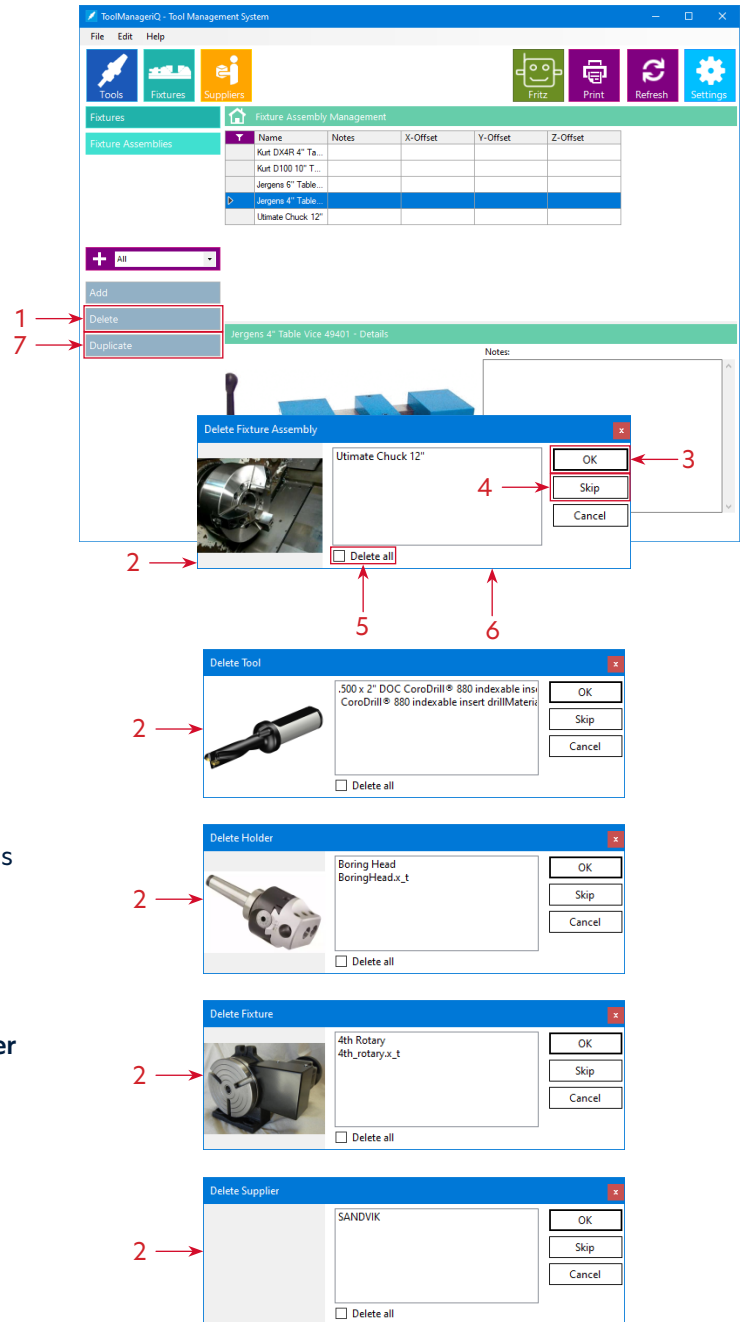 ToolManageriQ - Tool Management System
File Edit Help
Tools Fixtures Suppliers Fritz Print Refresh Settings
Fixtures Fixture Assembly Management
Fixture Assemblies
Name Notes X-Offset Y-Offset Z-Offset
Kurt DX4R 4" Ta...
Kurt D100 10" T...
Jergens 6" Table...
Jergens 4" Table...
Utimate Chuck 12"
All
Add
1 Delete
7 Duplicate
Jergens 4" Table Vice 49401 - Details
Notes:
Delete Fixture Assembly
x
Utimate Chuck 12"
OK 3
4 Skip
Cancel
2
Delete all
5 6
Delete Tool
x
.500 x 2" DOC CoroDrill® 880 indexable inse
CoroDrill® 880 indexable insert drillMateria
OK
2 Skip
Cancel
Delete all
s
Delete Holder
x
Boring Head
BoringHead.x_t
OK
2 Skip
Cancel
Delete all
er
Delete Fixture
x
4th Rotary
4th_rotary.x_t
OK
2 Skip
Cancel
Delete all
Delete Supplier
x
SANDVIK
OK
2 Skip
Cancel
Delete all